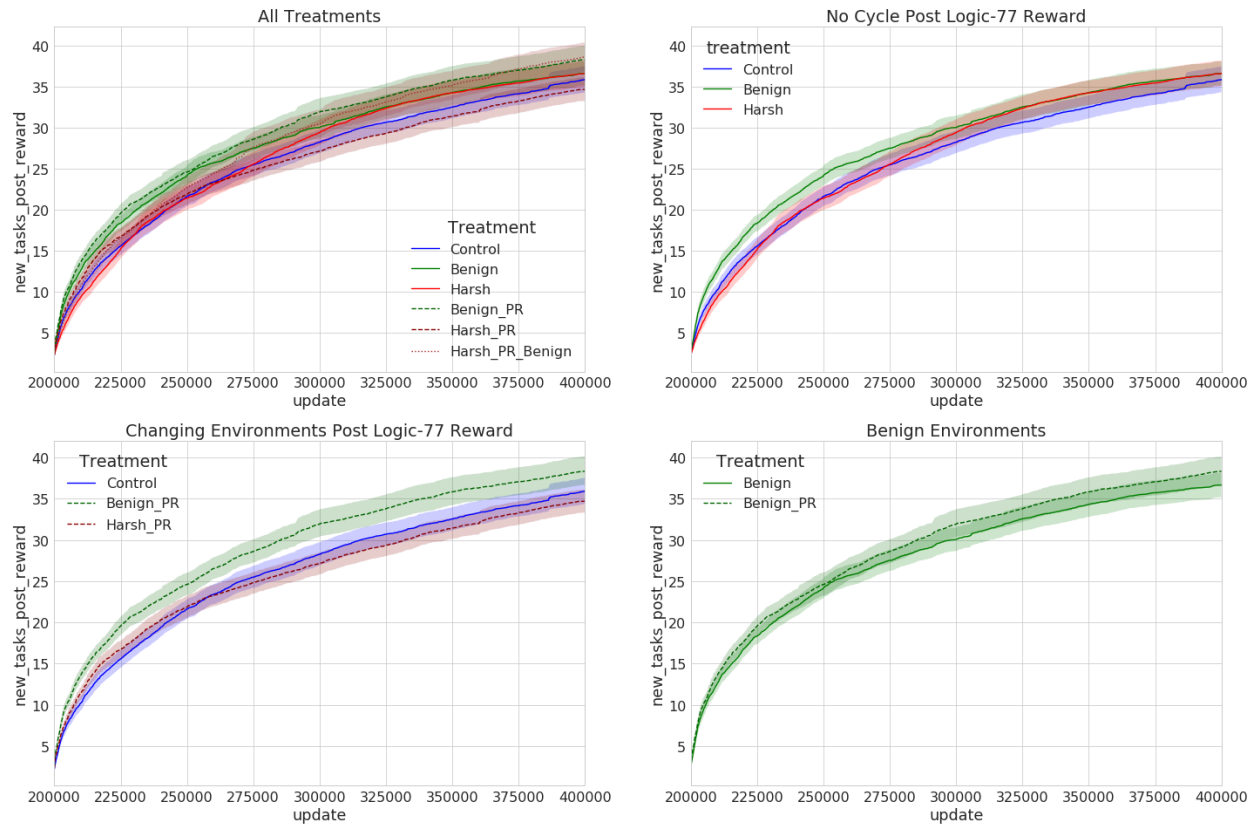 All Treatments
40
35
30
25
20
15
10
5
new_tasks_post_reward
Treatment
Control
Benign
Harsh
Benign_PR
Harsh_PR
Harsh_PR_Benign
200000 225000 250000 275000 300000 325000 350000 375000 400000
update
No Cycle Post Logic-77 Reward
40
35
30
25
20
15
10
5
new_tasks_post_reward
treatment
Control
Benign
Harsh
200000 225000 250000 275000 300000 325000 350000 375000 400000
update
Changing Environments Post Logic-77 Reward
40
35
30
25
20
15
10
5
new_tasks_post_reward
Treatment
Control
Benign_PR
Harsh_PR
200000 225000 250000 275000 300000 325000 350000 375000 400000
update
Benign Environments
40
35
30
25
20
15
10
5
new_tasks_post_reward
Treatment
Benign
Benign_PR
200000 225000 250000 275000 300000 325000 350000 375000 400000
update